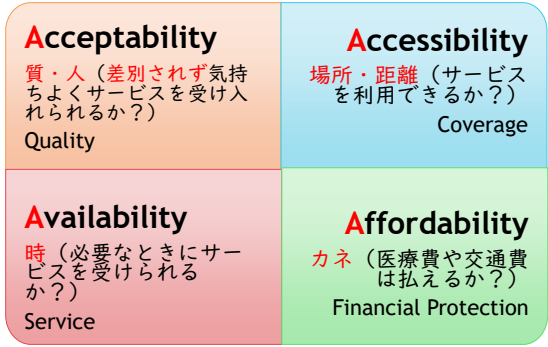 Acceptability
質・人（差別されず気持
ちよくサービスを受け入
れられるか？）
Quality
Accessibility
場所・距離（サービス
を利用できるか？）
Coverage
Availability
時（必要なときにサー
ビスを受けられる
か？）
Service
Affordability
カネ（医療費や交通費
は払えるか？）
Financial Protection